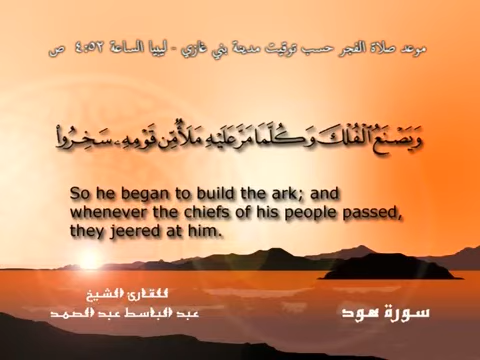 موعد صلاة الفجر حسب توقيت مدينة بني غازي - ليبيا الساعة ٤:٥٢ ص
وَيَصْنَعُ ٱلْفُلْكَ وَكُلَّمَا مَرَّ عَلَيْهِ مَلَأٌ مِّن قَوْمِهِۦ سَخِرُوا۟
So he began to build the ark; and
whenever the chiefs of his people passed,
they jeered at him.
للقارئ الشيخ
عبد الباسط عبد الصمد
سورة هود